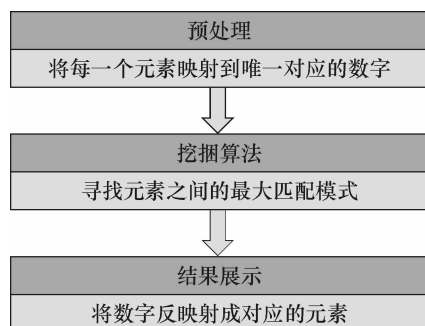 预处理
将每一个元素映射到唯一对应的数字
挖捆算法
寻找元素之间的最大匹配模式
结果展示
将数字反映射成对应的元素